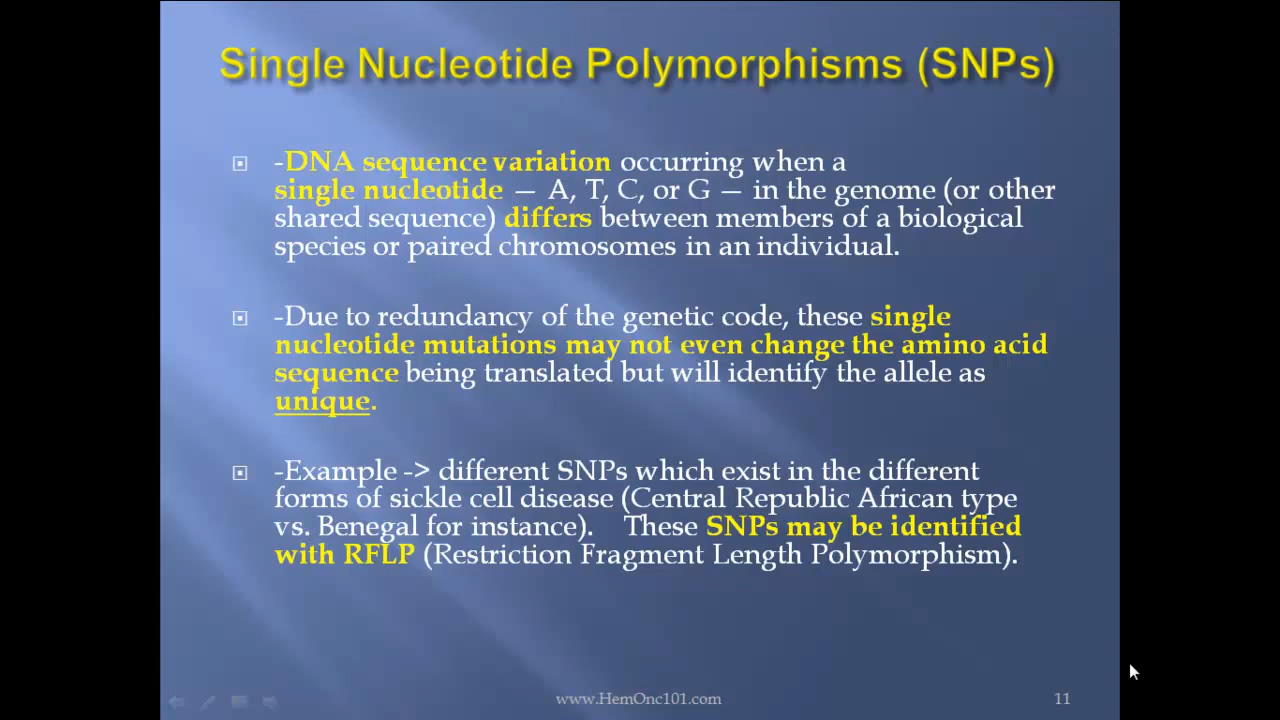 Single Nucleotide Polymorphisms (SNPs)
-DNA sequence variation occurring when a
single nucleotide — A, T, C, or G — in the genome (or other
shared sequence) differs between members of a biological
species or paired chromosomes in an individual.
-Due to redundancy of the genetic code, these single
nucleotide mutations may not even change the amino acid
sequence being translated but will identify the allele as
unique.
-Example -> different SNPs which exist in the different
forms of sickle cell disease (Central Republic African type
vs. Benegal for instance). These SNPs may be identified
with RFLP (Restriction Fragment Length Polymorphism).
www.HemOnc101.com
11